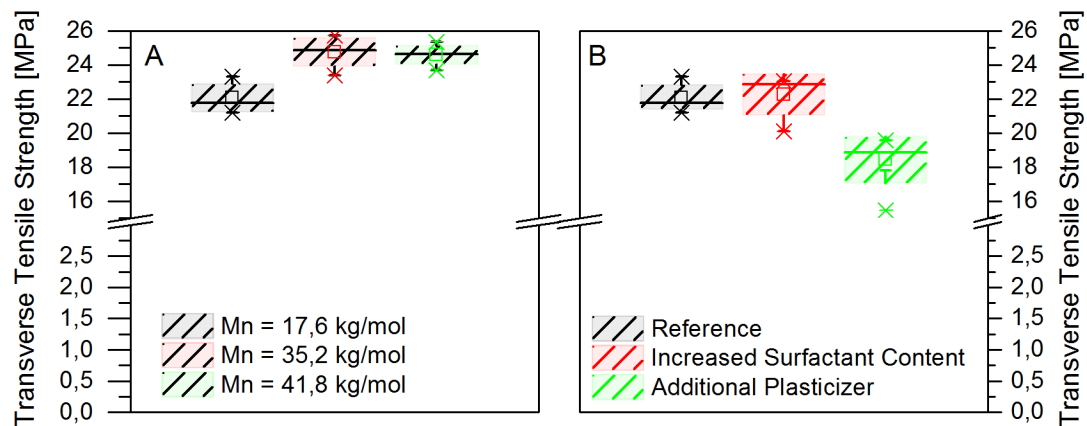 Transverse Tensile Strength [MPa]
26
24
22
20
18
16
2,5
2,0
1,5
1,0
0,5
0,0
A
Mn = 17,6 kg/mol
Mn = 35,2 kg/mol
Mn = 41,8 kg/mol
B
Reference
Increased Surfactant Content
Additional Plasticizer
26
24
22
20
18
16
2,5
2,0
1,5
1,0
0,5
0,0
Transverse Tensile Strength [MPa]